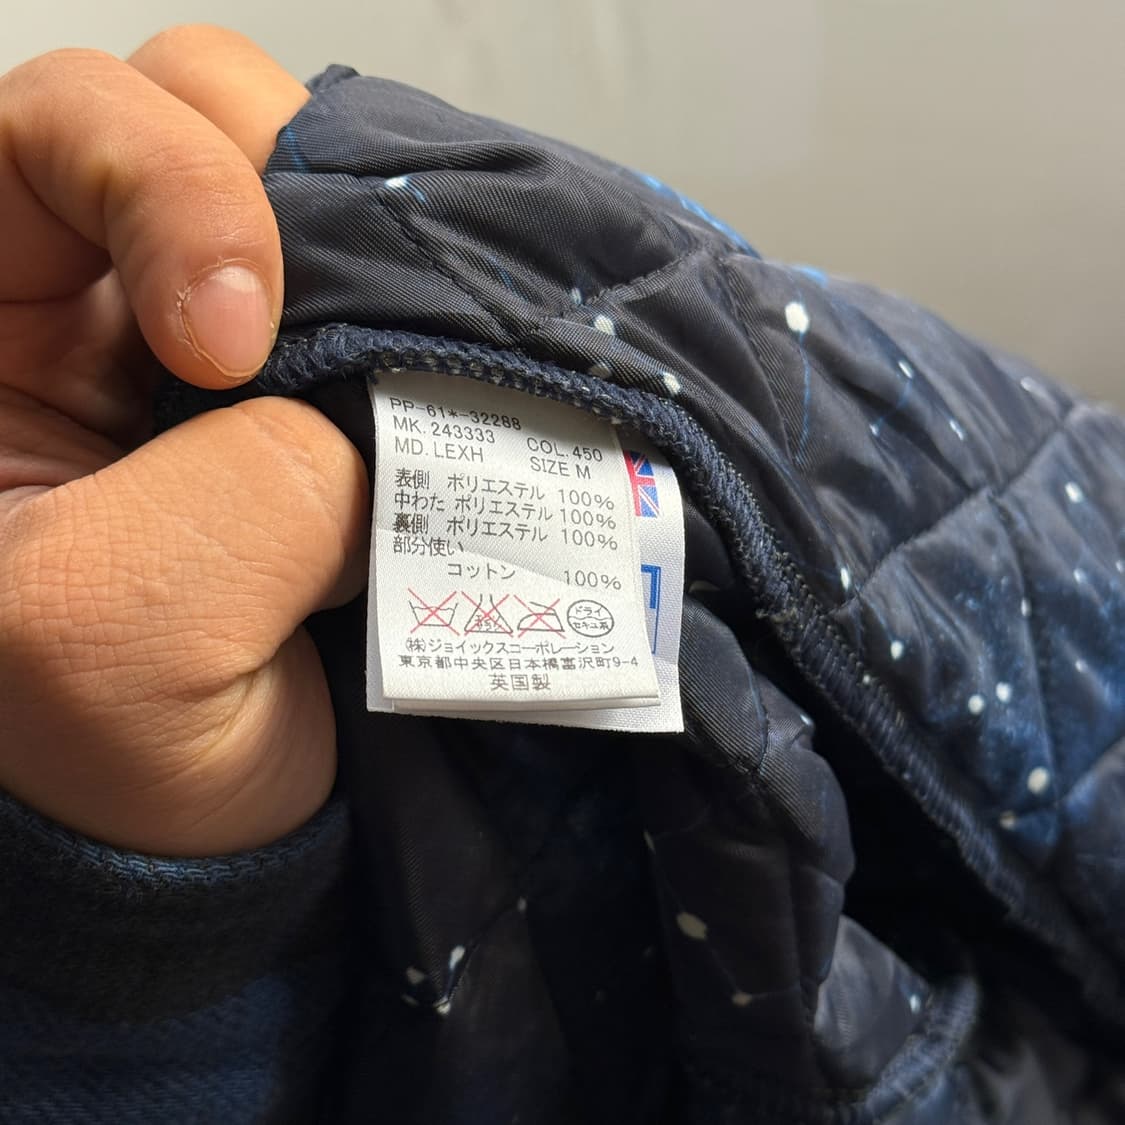 PP-61*-32288
MK. 243333 COL. 450
MD. LEXH SIZE M
表側 ポリエステル 100%
中わた ポリエステル 100%
裏側 ポリエステル 100%
部分使い
コットン 100%
ドライ
セキユ系
㈱ジョイックスコーポレーション
東京都中央区日本橋富沢町9-4
英国製